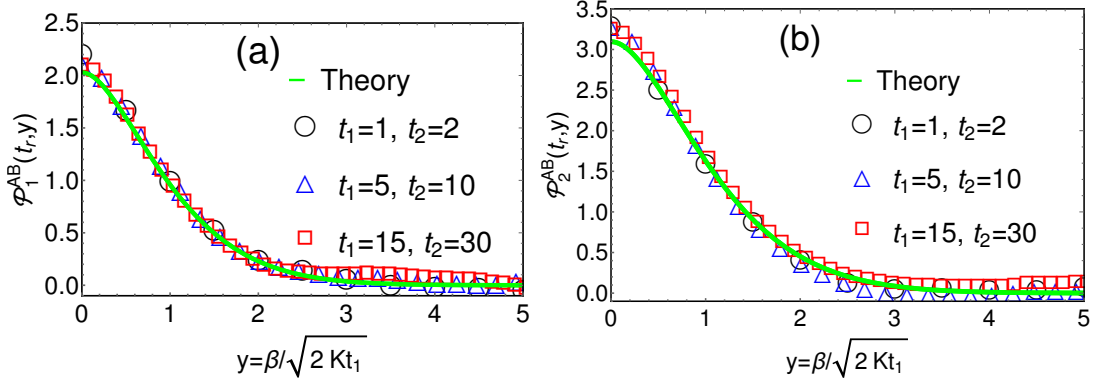 (a)
2.5
2.0
1.5
1.0
0.5
0.0
𝒫₁ᴬᴮ(tᵣ,y)
Theory
t₁=1, t₂=2
t₁=5, t₂=10
t₁=15, t₂=30
0 1 2 3 4 5
y=β/√2 Kt₁
(b)
3.5
3.0
2.5
2.0
1.5
1.0
0.5
0.0
𝒫₂ᴬᴮ(tᵣ,y)
Theory
t₁=1, t₂=2
t₁=5, t₂=10
t₁=15, t₂=30
0 1 2 3 4 5
y=β/√2 Kt₁